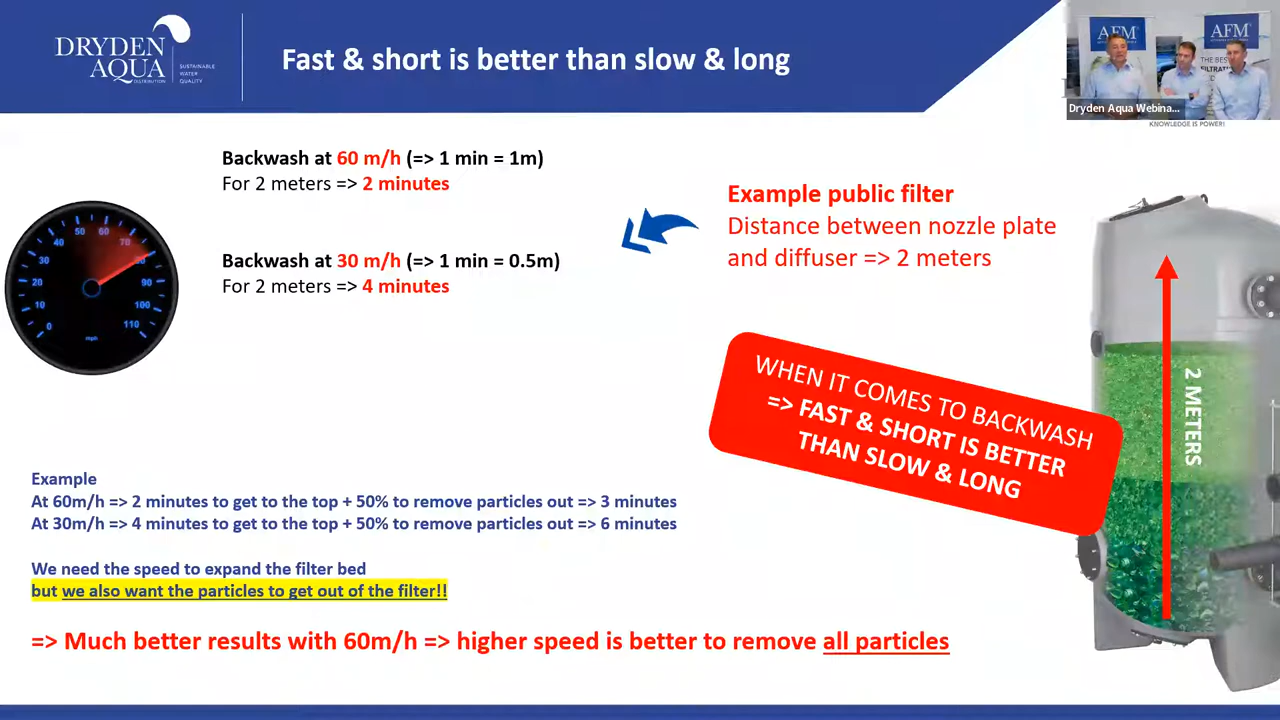 DRYDEN
AQUA
DISTRIBUTION
SUSTAINABLE
WATER
QUALITY
Fast & short is better than slow & long
AFM®
AFM®
THE BES
Dryden Aqua Webina...
KNOWLEDGE IS POWER!
Backwash at 60 m/h (=> 1 min = 1m)
For 2 meters => 2 minutes
Backwash at 30 m/h (=> 1 min = 0.5m)
For 2 meters => 4 minutes
Example public filter
Distance between nozzle plate
and diffuser => 2 meters
0
10
20
30
40
50
60
70
80
90
100
110
mph
WHEN IT COMES TO BACKWASH
=> FAST & SHORT IS BETTER
THAN SLOW & LONG
2 METERS
Example
At 60m/h => 2 minutes to get to the top + 50% to remove particles out => 3 minutes
At 30m/h => 4 minutes to get to the top + 50% to remove particles out => 6 minutes
We need the speed to expand the filter bed
but we also want the particles to get out of the filter!!
=> Much better results with 60m/h => higher speed is better to remove all particles